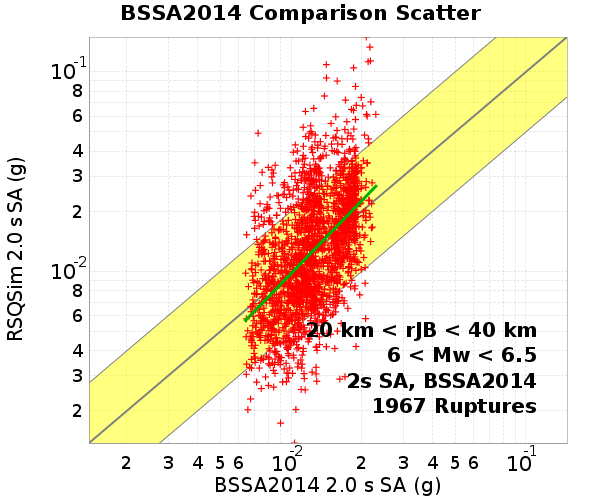 BSSA2014 Comparison Scatter
RSQSim 2.0 s SA (g)
10-1
8
6
4
3
2
10-2
8
6
4
3
2
20 km < rJB < 40 km
6 < Mw < 6.5
2s SA, BSSA2014
1967 Ruptures
2 3 4 5 6 10-2 2 3 4 5 6 10-1
BSSA2014 2.0 s SA (g)